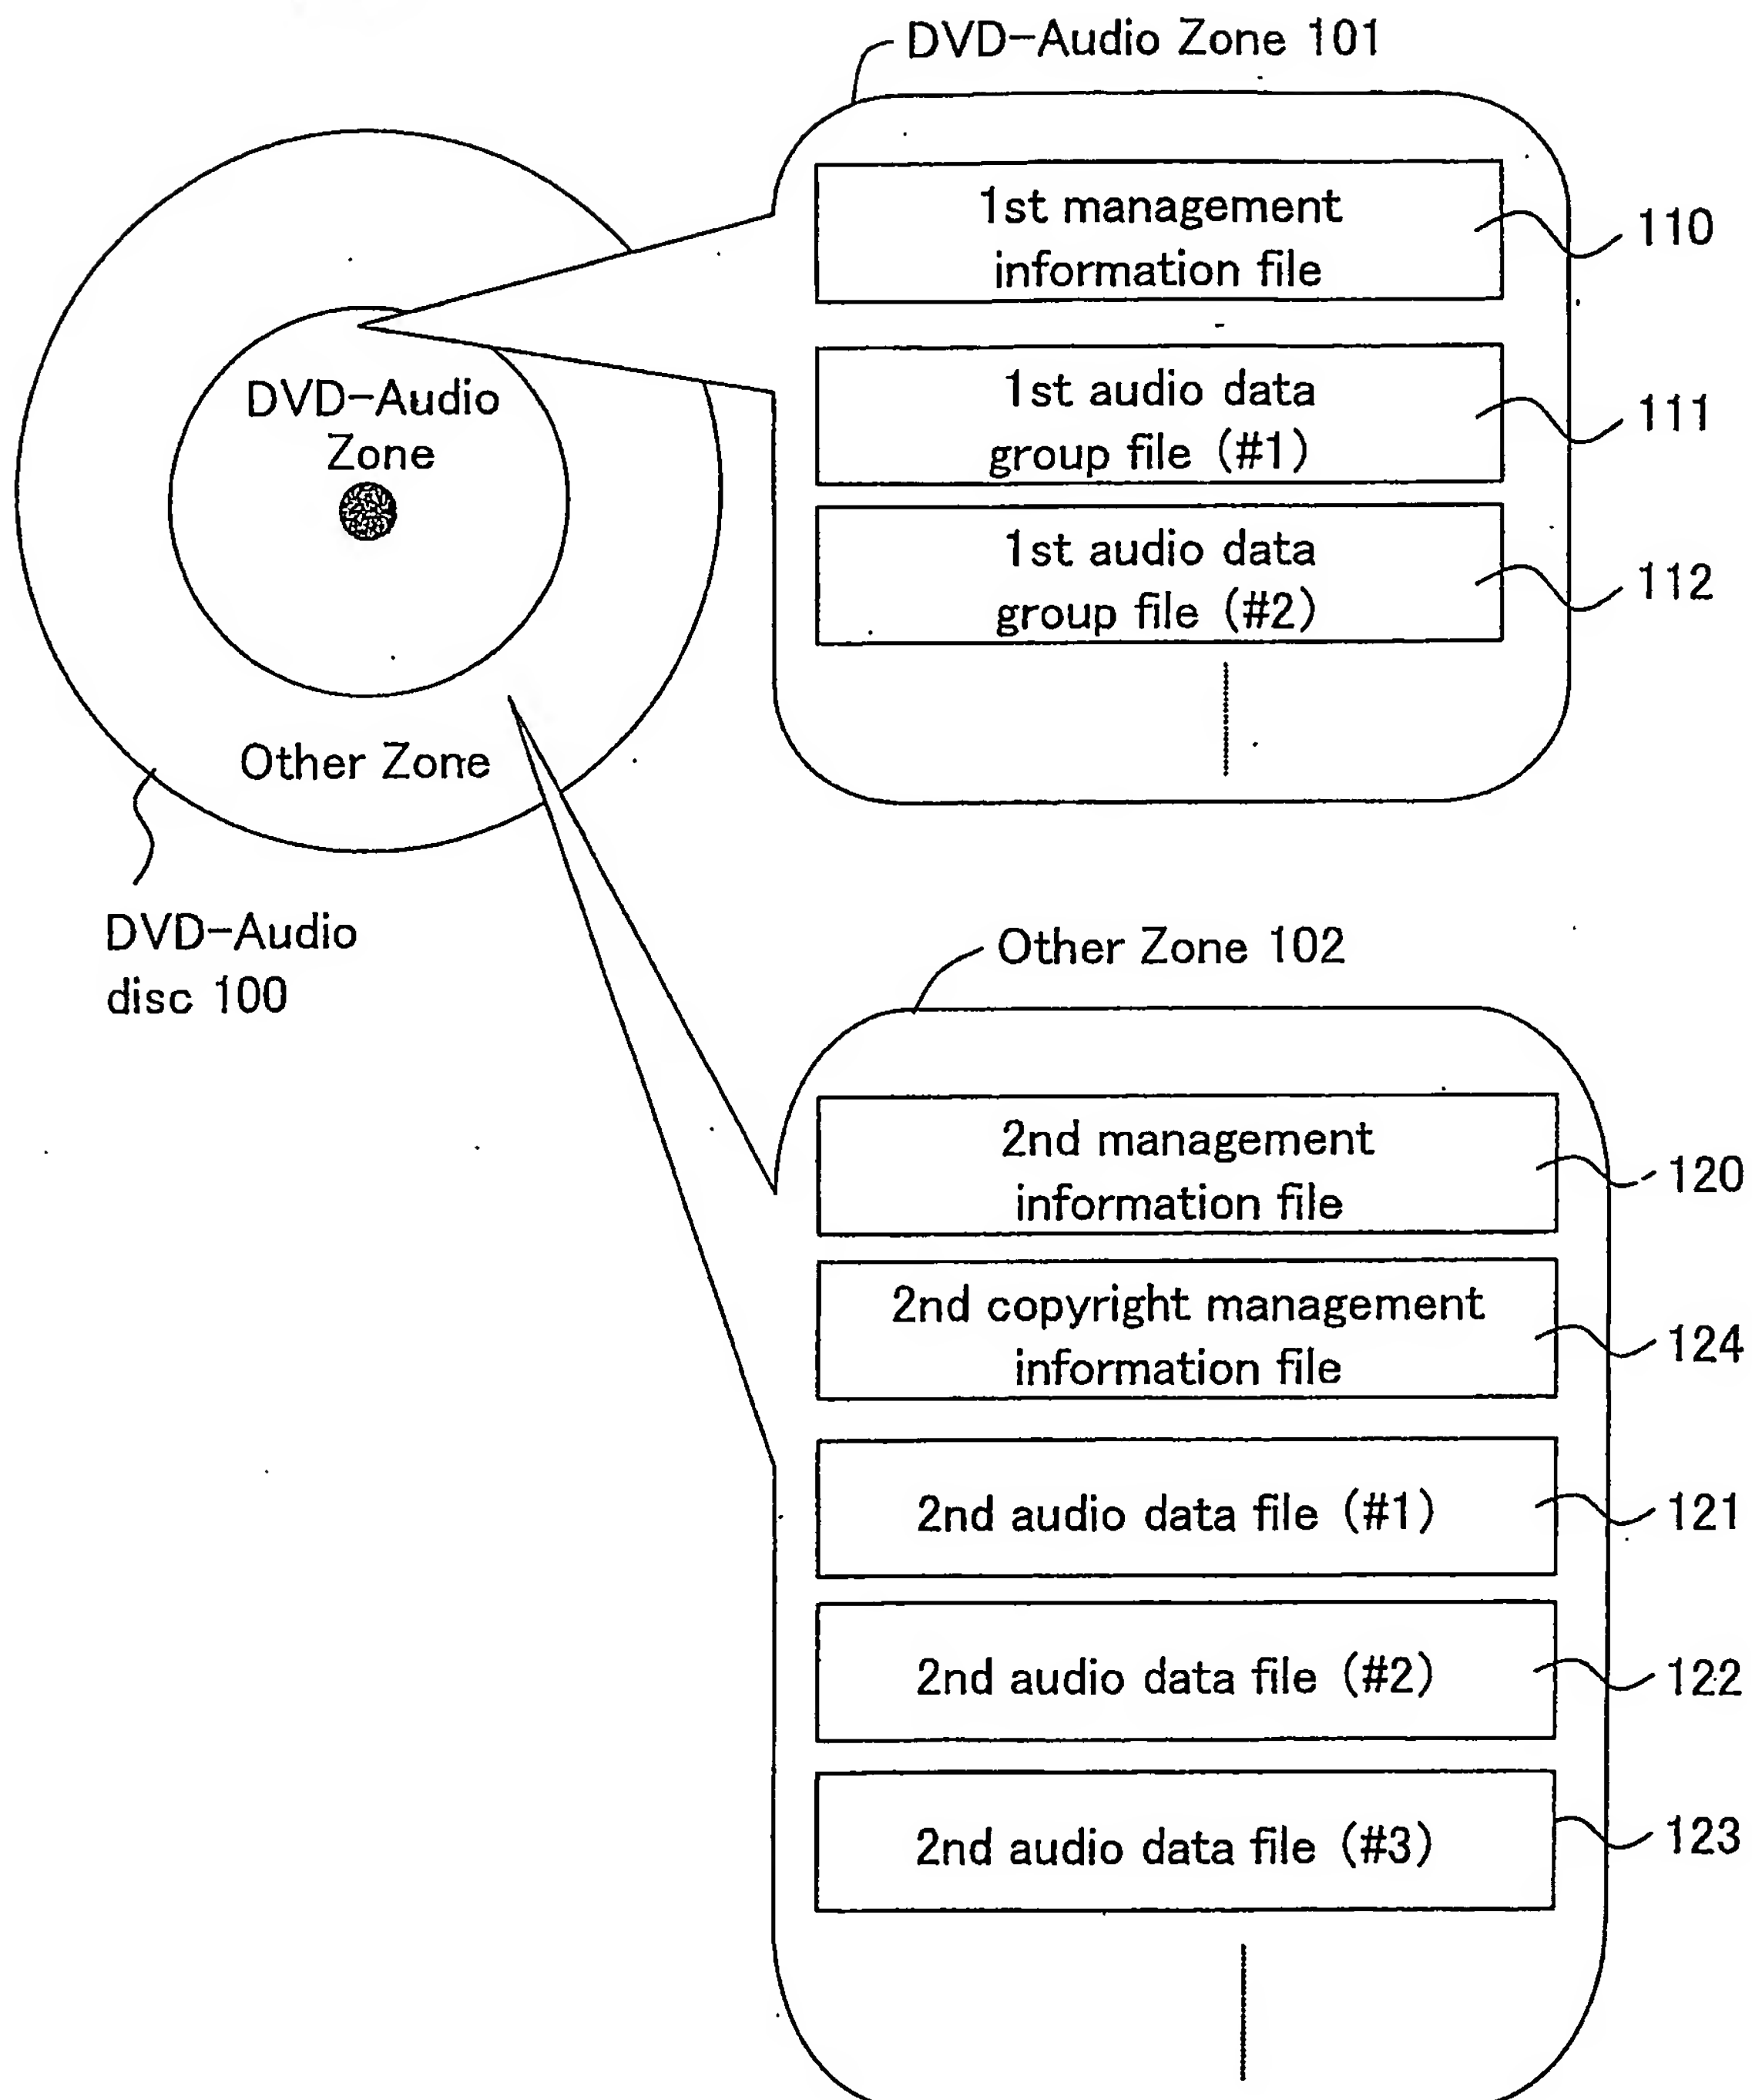 DVD-Audio Zone 101
1st management
information file
110
1st audio data
group file (#1)
111
1st audio data
group file (#2)
112
DVD-Audio
Zone
Other Zone
DVD-Audio
disc 100
Other Zone 102
2nd management
information file
120
2nd copyright management
information file
124
2nd audio data file (#1)
121
2nd audio data file (#2)
122
2nd audio data file (#3)
123